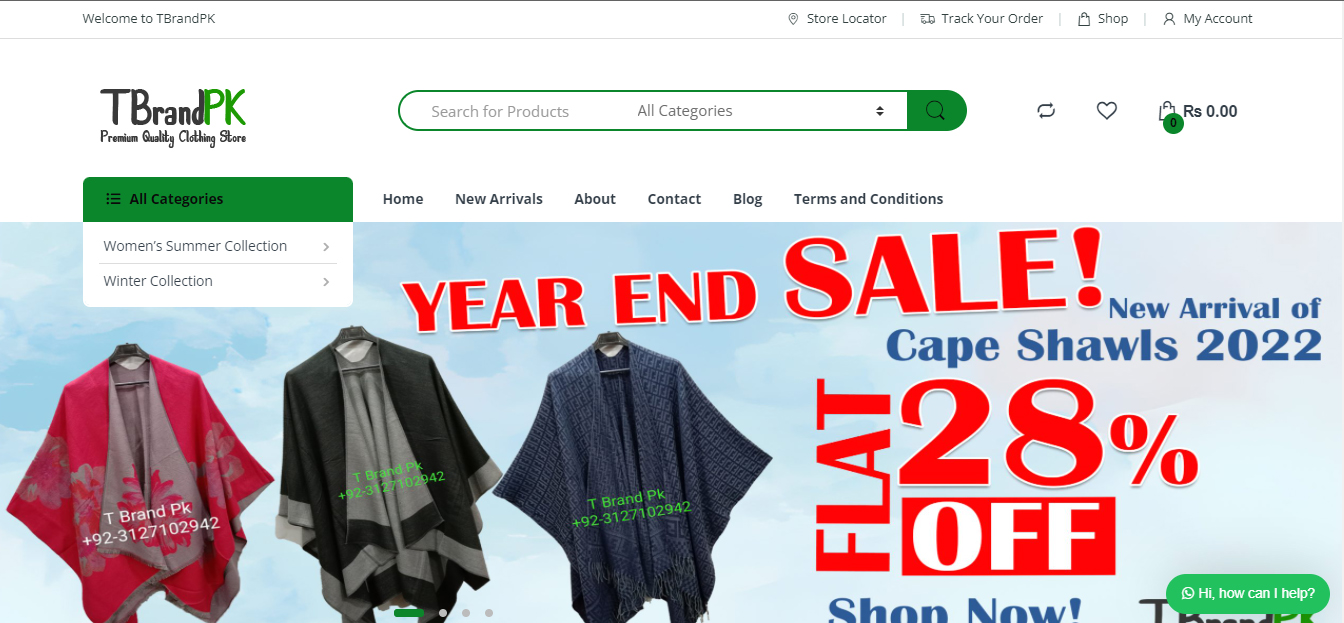 Welcome to TBrandPK
Store Locator
Track Your Order
Shop
My Account
TBrandPK
Premium Quality Clothing Store
Search for Products
All Categories
0
₨ 0.00
All Categories
Home
New Arrivals
About
Contact
Blog
Terms and Conditions
Women’s Summer Collection
Winter Collection
YEAR END SALE!
New Arrival of
Cape Shawls 2022
FLAT
28%
OFF
T Brand Pk
+92-3127102942
T Brand Pk
+92-3127102942
T Brand Pk
+92-3127102942
Shop Now!
TBrandPK
Hi, how can I help?